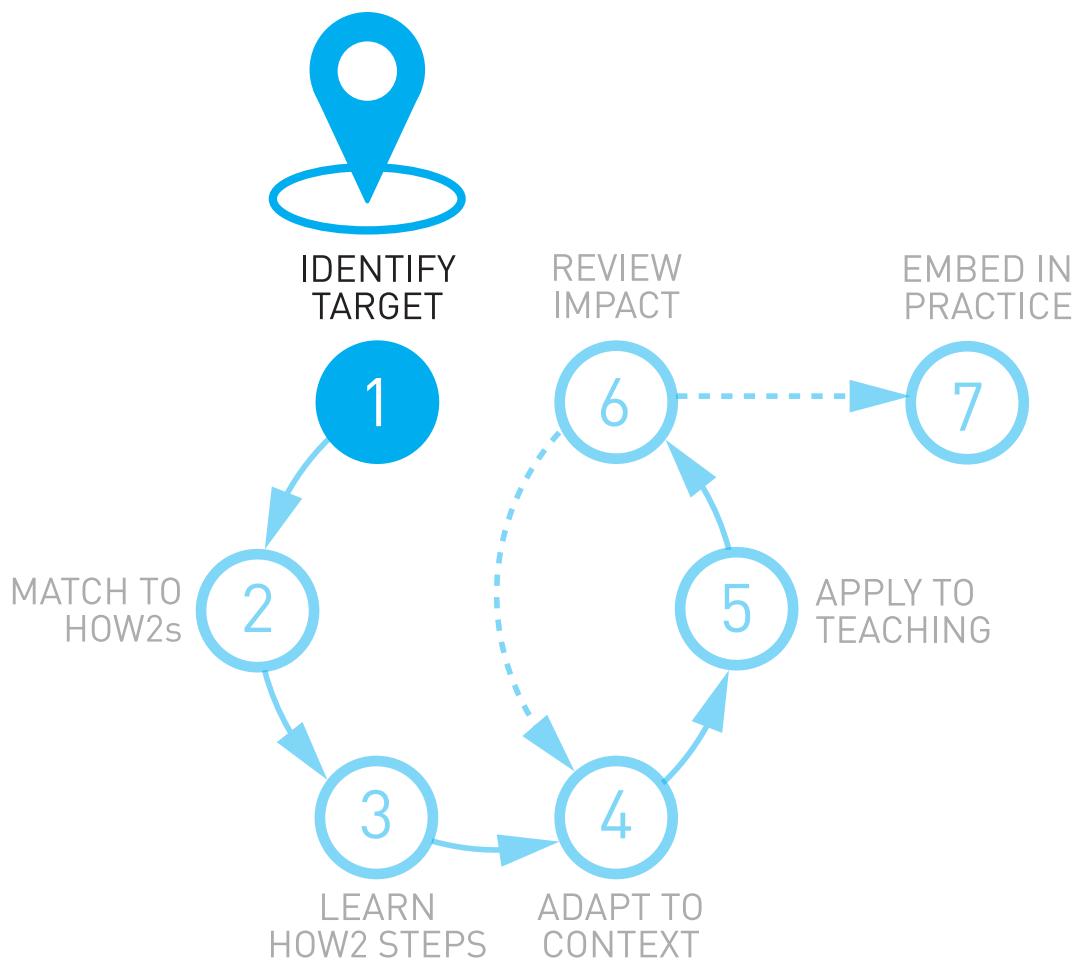 IDENTIFY
TARGET
1
MATCH TO
HOW2s
2
3
LEARN
HOW2 STEPS
4
ADAPT TO
CONTEXT
5
APPLY TO
TEACHING
REVIEW
IMPACT
6
EMBED IN
PRACTICE
7